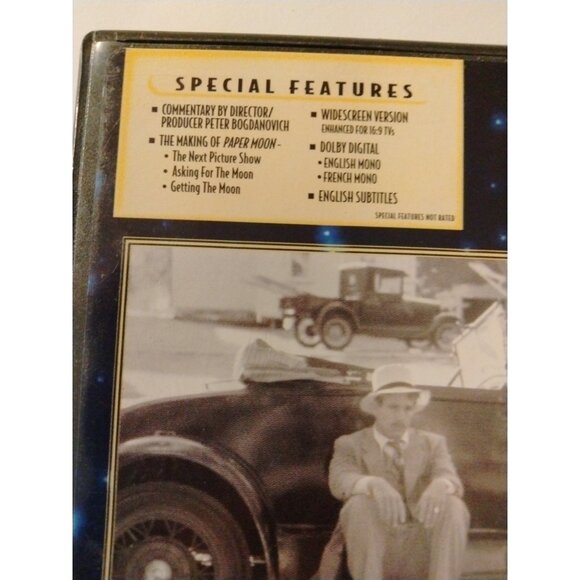 SPECIAL FEATURES
■ COMMENTARY BY DIRECTOR/
PRODUCER PETER BOGDANOVICH
■ THE MAKING OF PAPER MOON -
• The Next Picture Show
• Asking For The Moon
• Getting The Moon
■ WIDESCREEN VERSION
ENHANCED FOR 16:9 TVs
■ DOLBY DIGITAL
• ENGLISH MONO
• FRENCH MONO
■ ENGLISH SUBTITLES
SPECIAL FEATURES NOT RATED